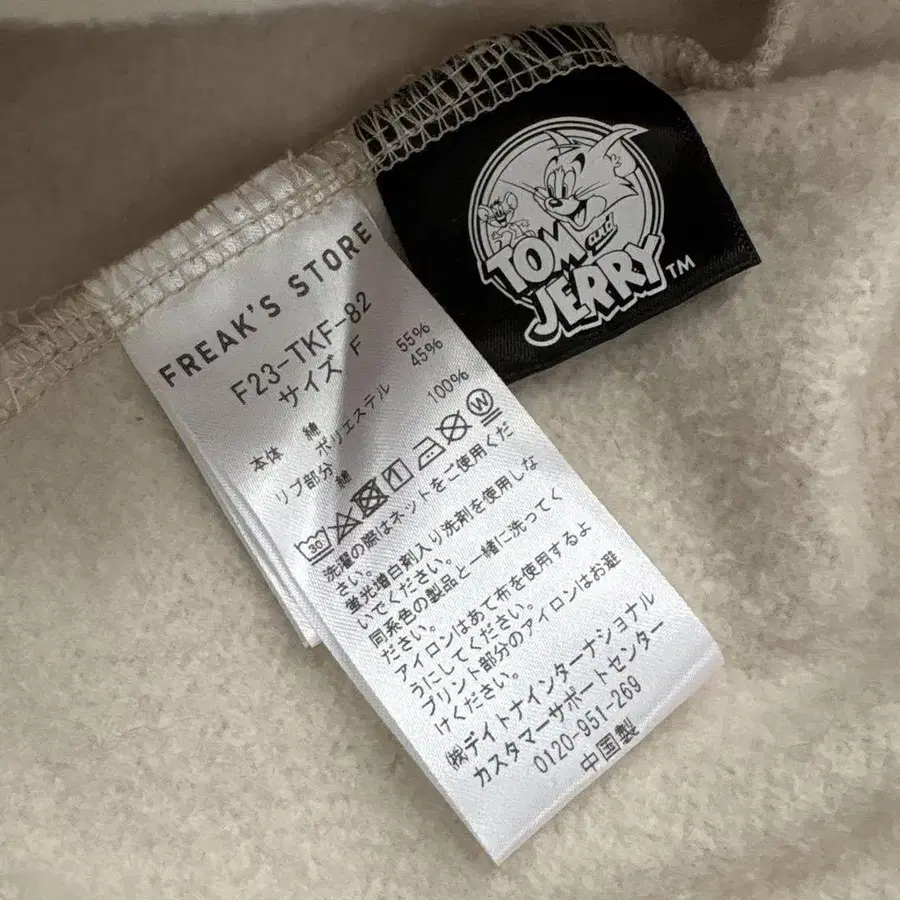 FREAK'S STORE
F23-TKF-82
サイズ F
本体 綿 55%
ポリエステル 45%
リブ部分 綿 100%
30 W
洗濯の際はネットをご使用くだ
さい。
蛍光増白剤入り洗剤を使用しな
いでください。
同系色の製品と一緒に洗ってく
ださい。
アイロンはあて布を使用するよ
うにしてください。
プリント部分のアイロンはお避
けください。
㈱デイトナインターナショナル
カスタマーサポートセンター
0120-951-269
中国製
TOM and
JERRY™